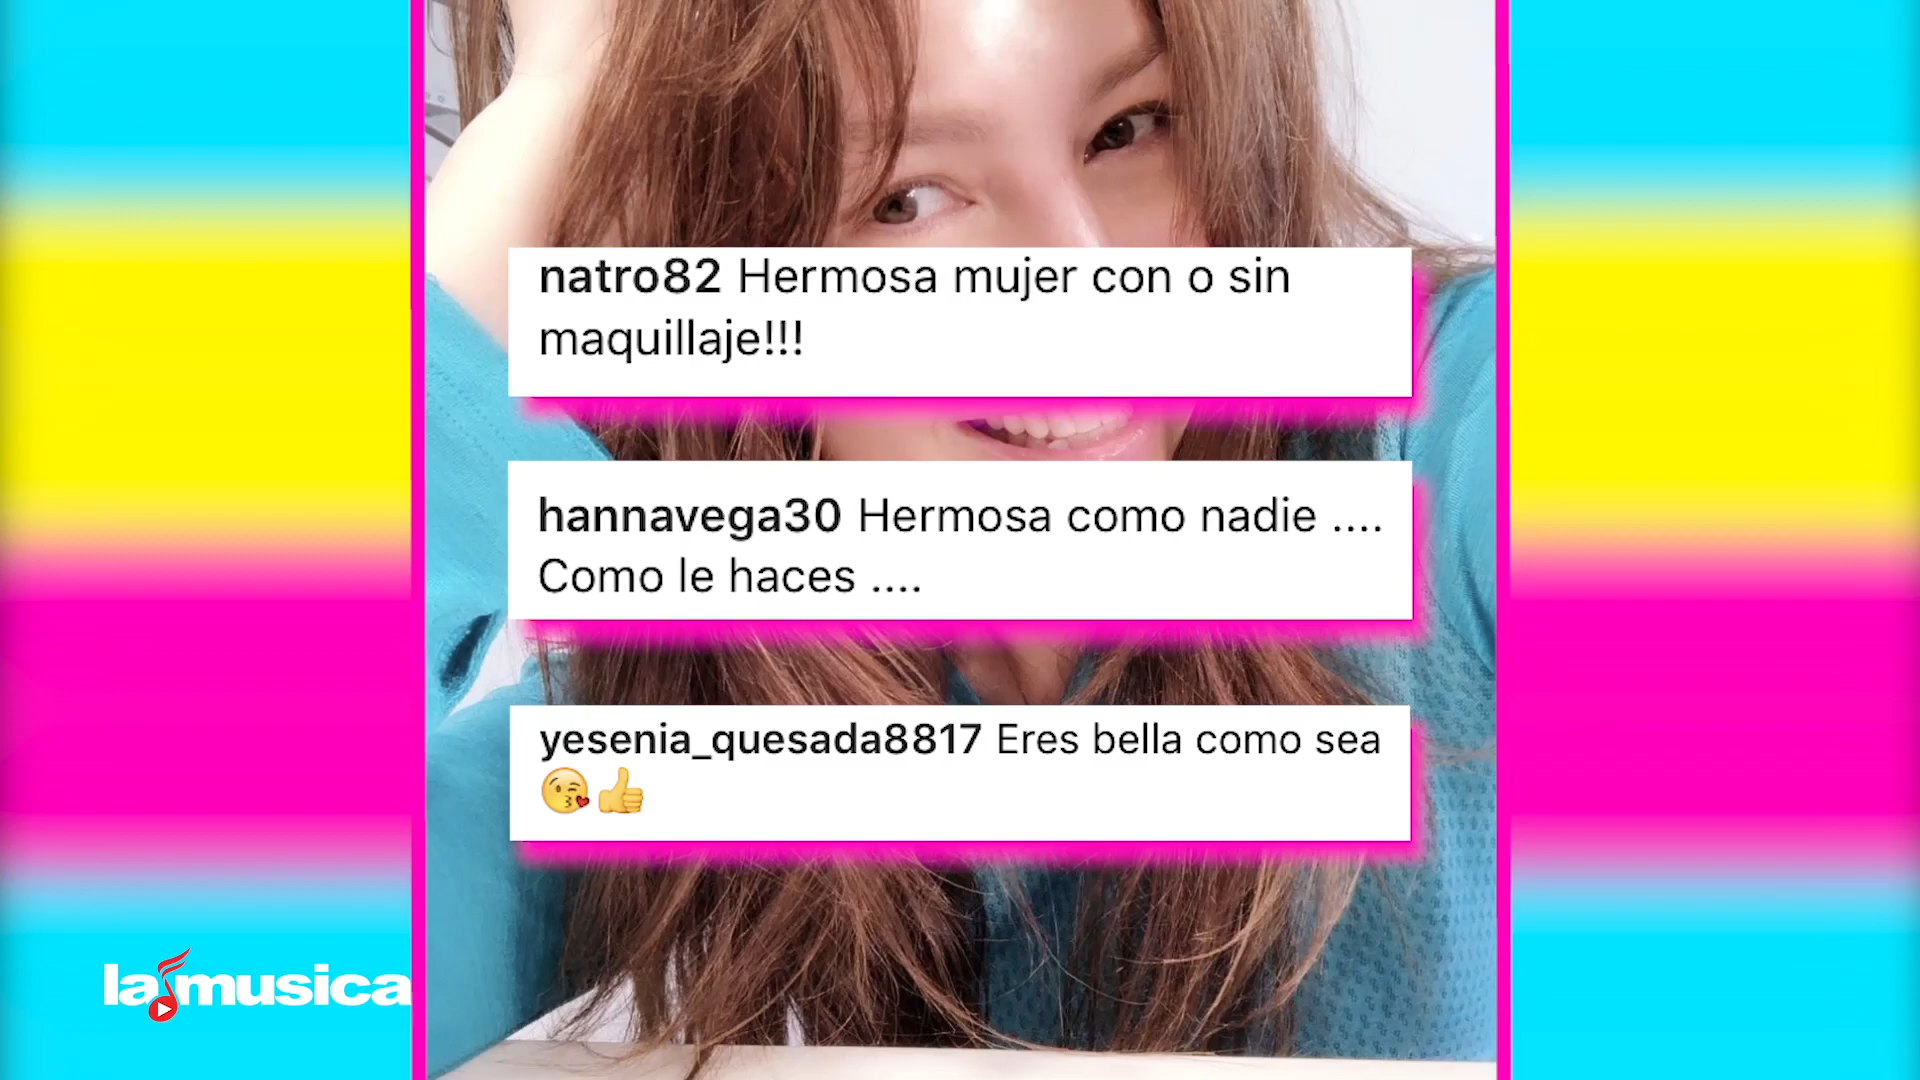 natro82 Hermosa mujer con o sin
maquillaje!!!
hannavega30 Hermosa como nadie ....
Como le haces ....
yesenia_quesada8817 Eres bella como sea
😘👍
lamusica